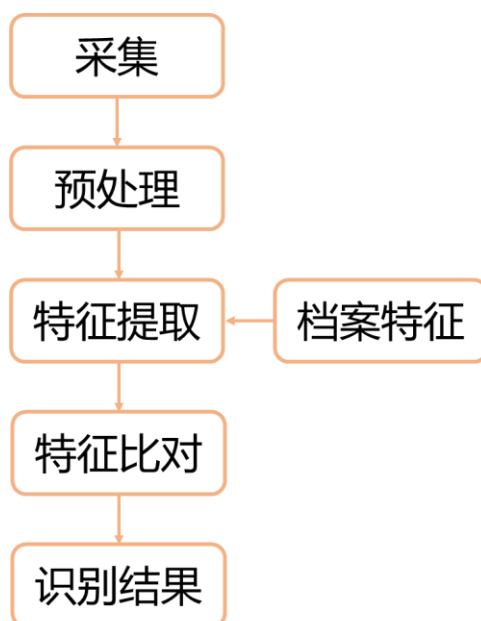 采集
预处理
特征提取
档案特征
特征比对
识别结果